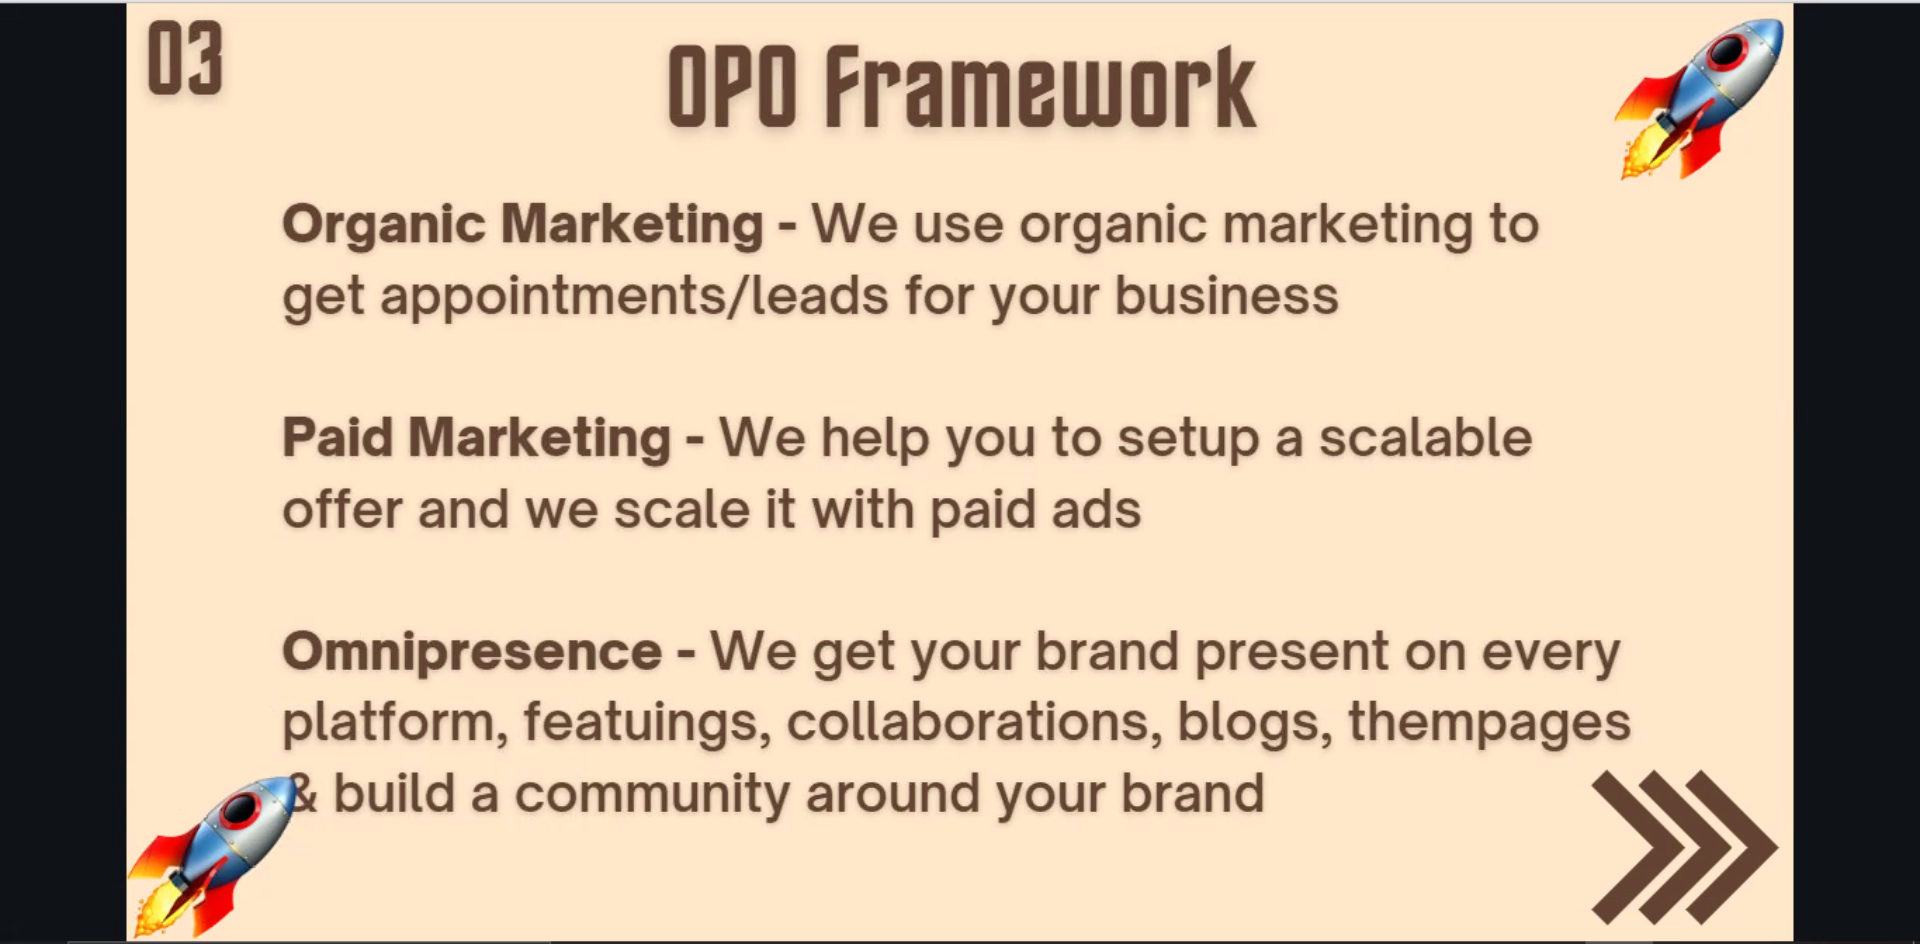 03
OPO Framework
Organic Marketing - We use organic marketing to
get appointments/leads for your business
Paid Marketing - We help you to setup a scalable
offer and we scale it with paid ads
Omnipresence - We get your brand present on every
platform, featuings, collaborations, blogs, thempages
& build a community around your brand